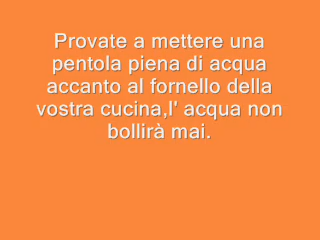 Provate a mettere una
pentola piena di acqua
accanto al fornello della
vostra cucina,l' acqua non
bollirà mai.